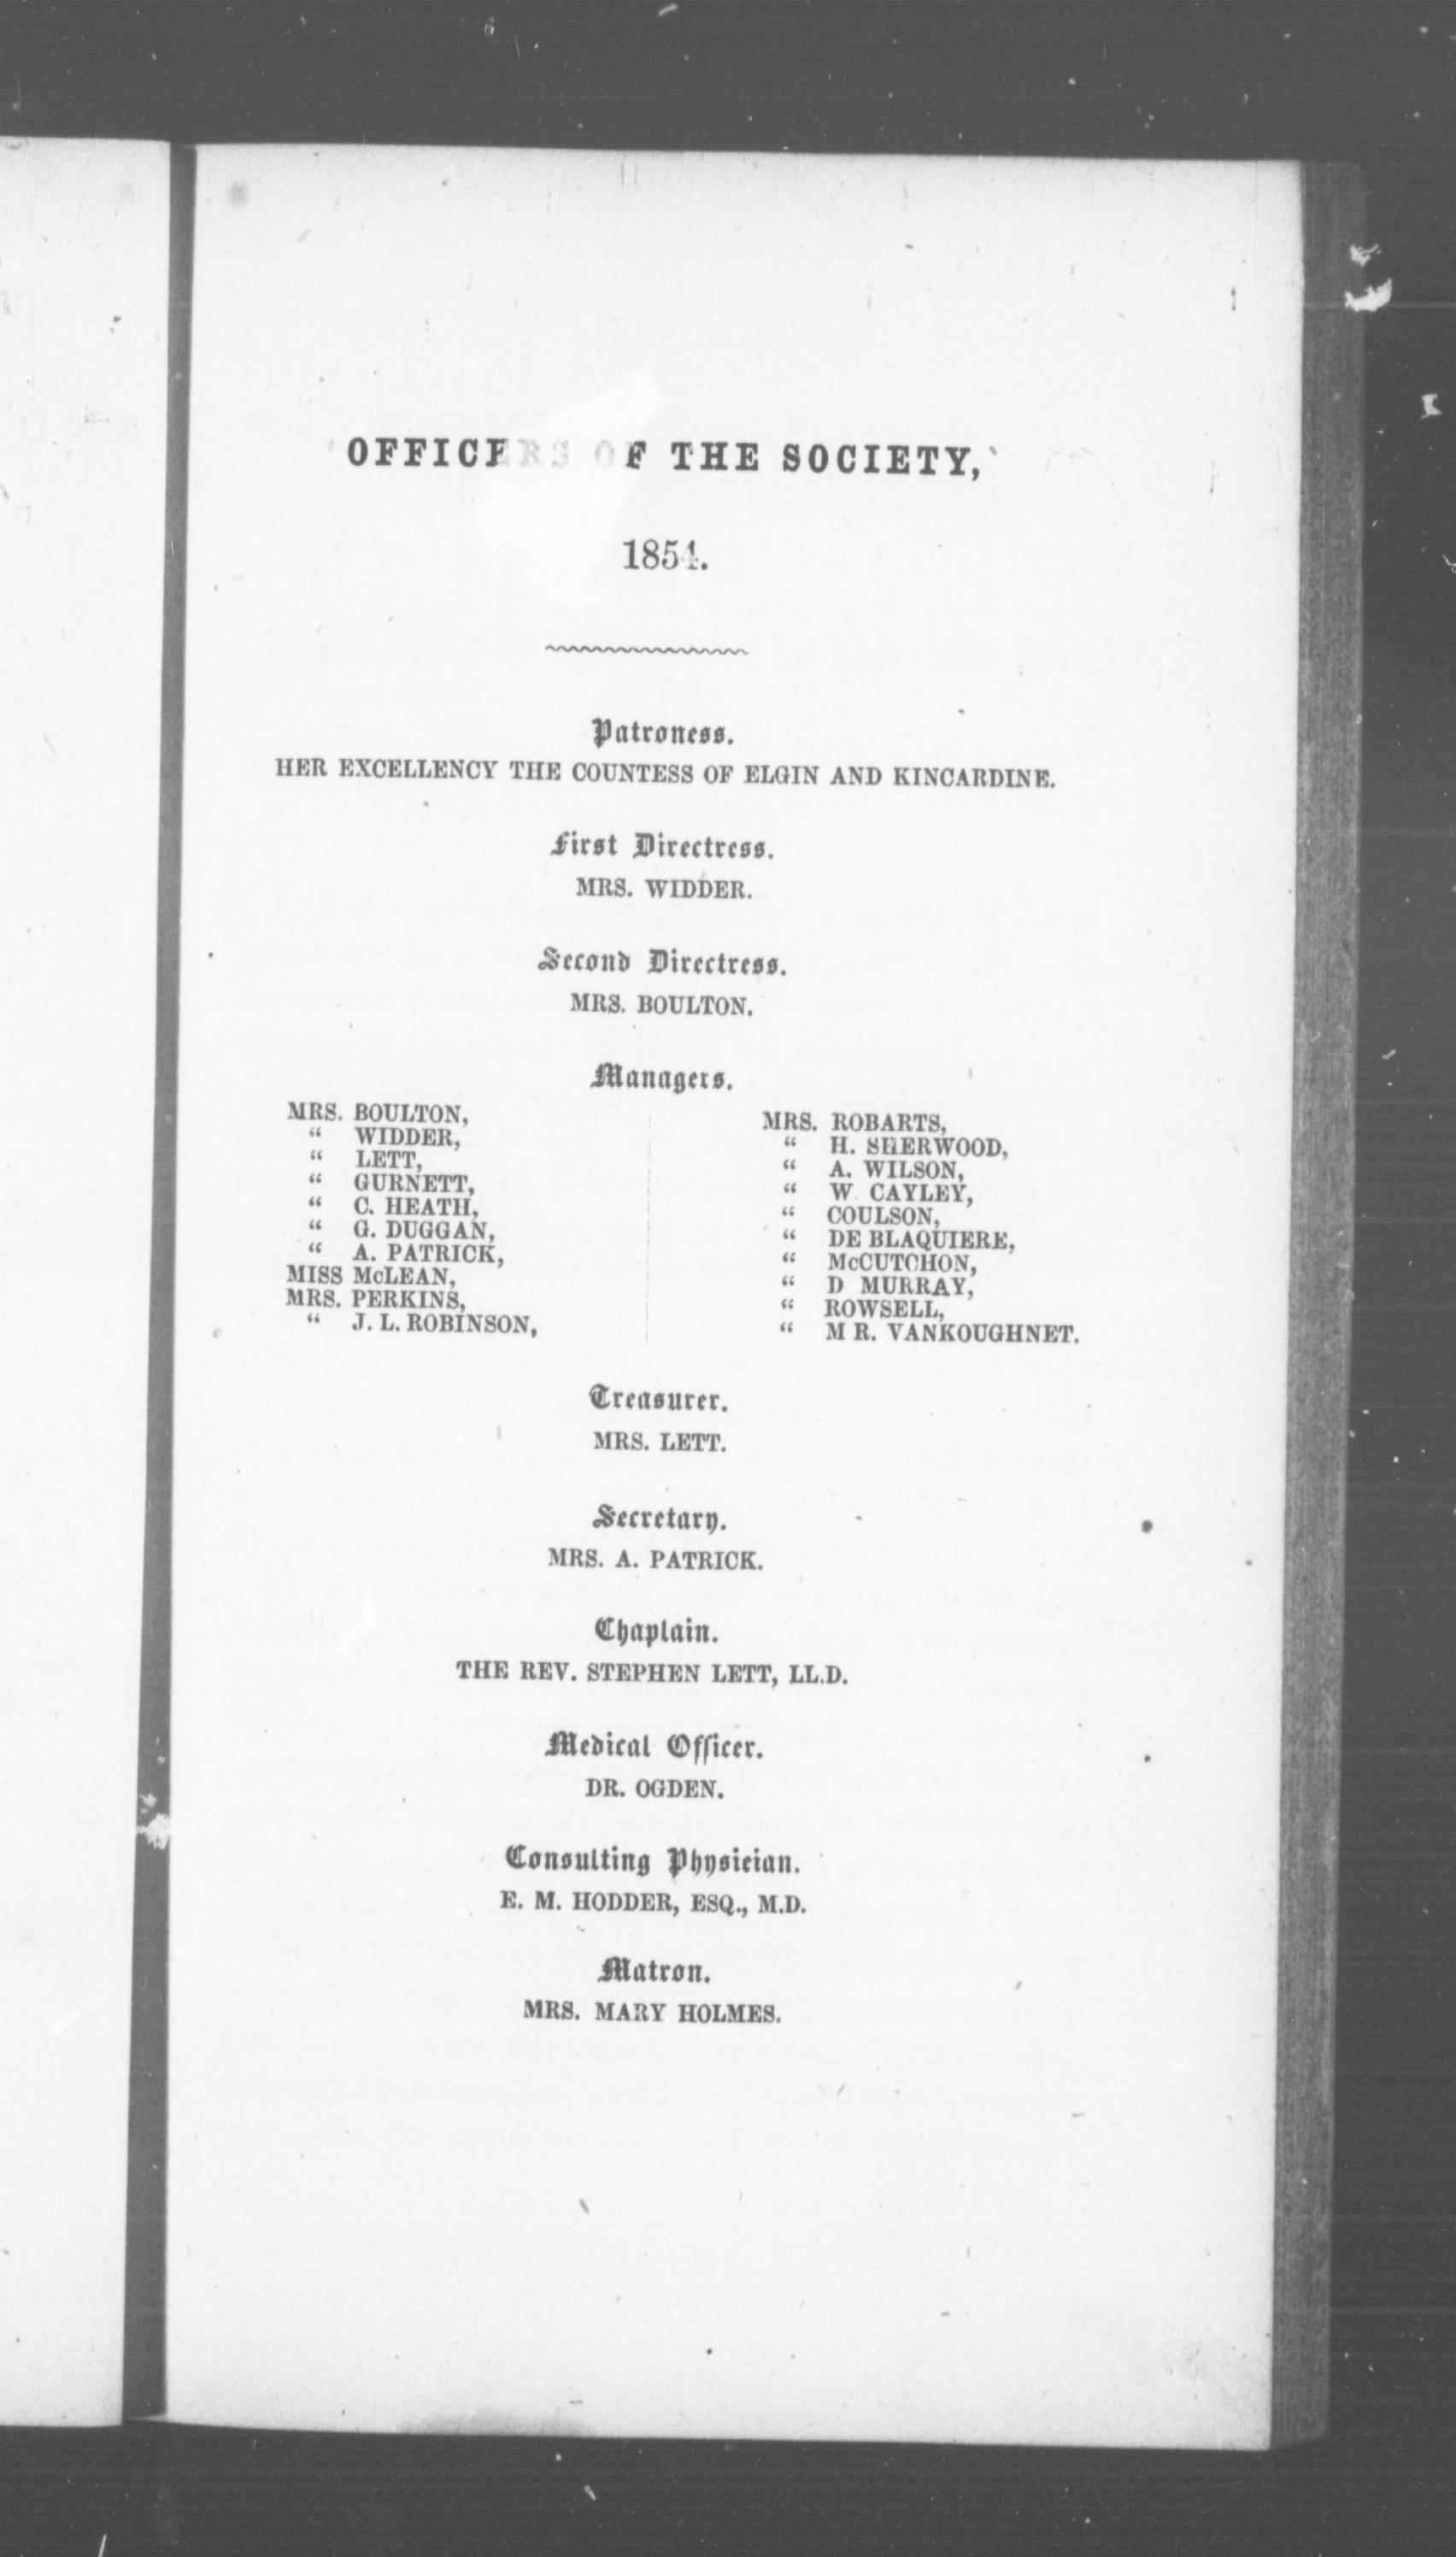 OFFICERS OF THE SOCIETY,
1854.
Patroness.
HER EXCELLENCY THE COUNTESS OF ELGIN AND KINCARDINE.
First Directress.
MRS. WIDDER.
Second Directress.
MRS. BOULTON.
Managers.
MRS. BOULTON,
“ WIDDER,
“ LETT,
“ GURNETT,
“ C. HEATH,
“ G. DUGGAN,
“ A. PATRICK,
MISS McLEAN,
MRS. PERKINS,
“ J. L. ROBINSON,
MRS. ROBARTS,
“ H. SHERWOOD,
“ A. WILSON,
“ W. CAYLEY,
“ COULSON,
“ DE BLAQUIERE,
“ McCUTCHON,
“ D MURRAY,
“ ROWSELL,
“ M R. VANKOUGHNET.
Treasurer.
MRS. LETT.
Secretary.
MRS. A. PATRICK.
Chaplain.
THE REV. STEPHEN LETT, LL.D.
Medical Officer.
DR. OGDEN.
Consulting Physician.
E. M. HODDER, ESQ., M.D.
Matron.
MRS. MARY HOLMES.